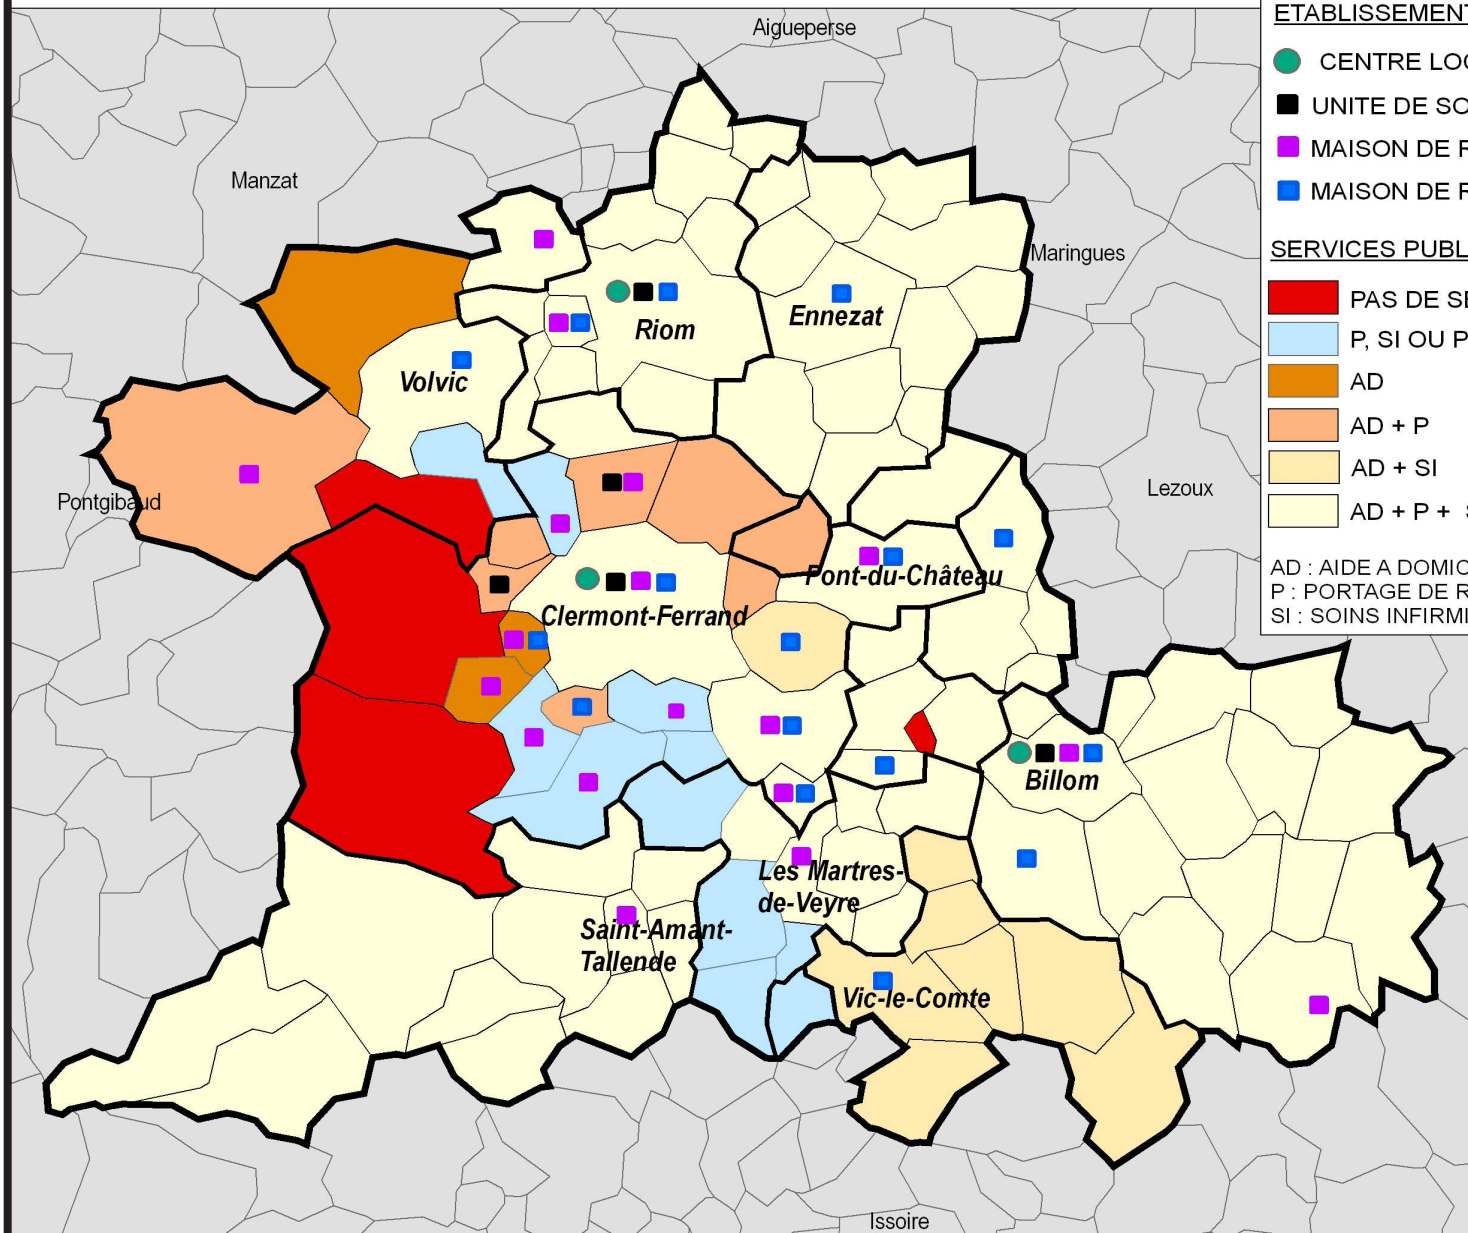 Aigueperse
Manzat
Maringues
Riom
Ennezat
Volvic
Pontgibaud
Lezoux
Pont-du-Château
Clermont-Ferrand
Billom
Les Martres-
de-Veyre
Saint-Amant-
Tallende
Vic-le-Comte
Issoire
ETABLISSEMENT
CENTRE LOC
UNITE DE SO
MAISON DE R
MAISON DE R
SERVICES PUBL
PAS DE SE
P, SI OU P
AD
AD + P
AD + SI
AD + P + S
AD : AIDE A DOMIC
P : PORTAGE DE R
SI : SOINS INFIRMI